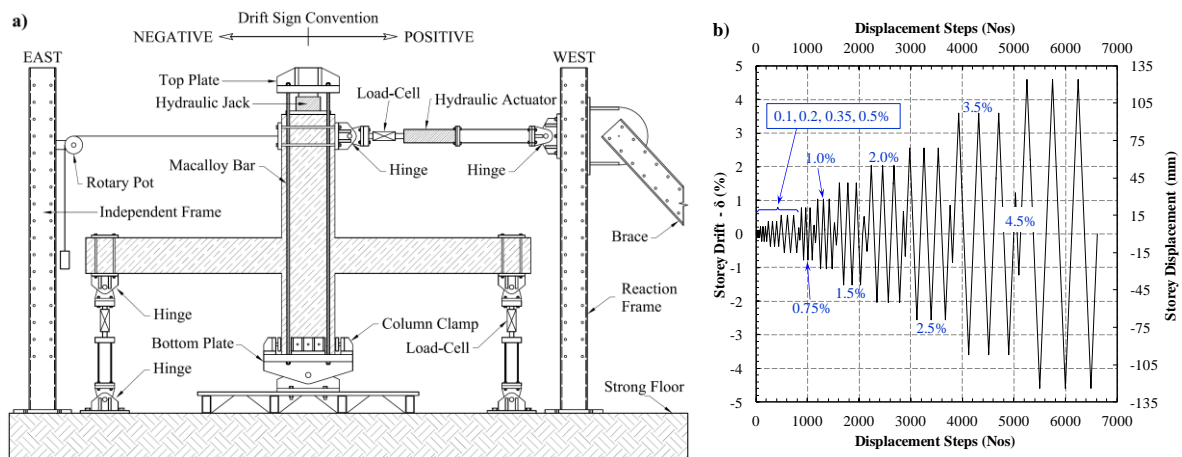 a)
Drift Sign Convention
NEGATIVE
POSITIVE
EAST
WEST
Top Plate
Hydraulic Jack
Load-Cell
Hydraulic Actuator
Macalloy Bar
Hinge
Hinge
Rotary Pot
Independent Frame
Brace
Hinge
Reaction
Frame
Column Clamp
Bottom Plate
Load-Cell
Hinge
Strong Floor
b)
Displacement Steps (Nos)
0 1000 2000 3000 4000 5000 6000 7000
5 135
4 105
3 75
2 45
1 15
0 -15
-1 -45
-2 -75
-3 -105
-4 -135
-5
Storey Drift - δ (%)
Storey Displacement (mm)
0.1, 0.2, 0.35, 0.5%
0.75%
1.0%
1.5%
2.0%
2.5%
3.5%
4.5%
0 1000 2000 3000 4000 5000 6000 7000
Displacement Steps (Nos)